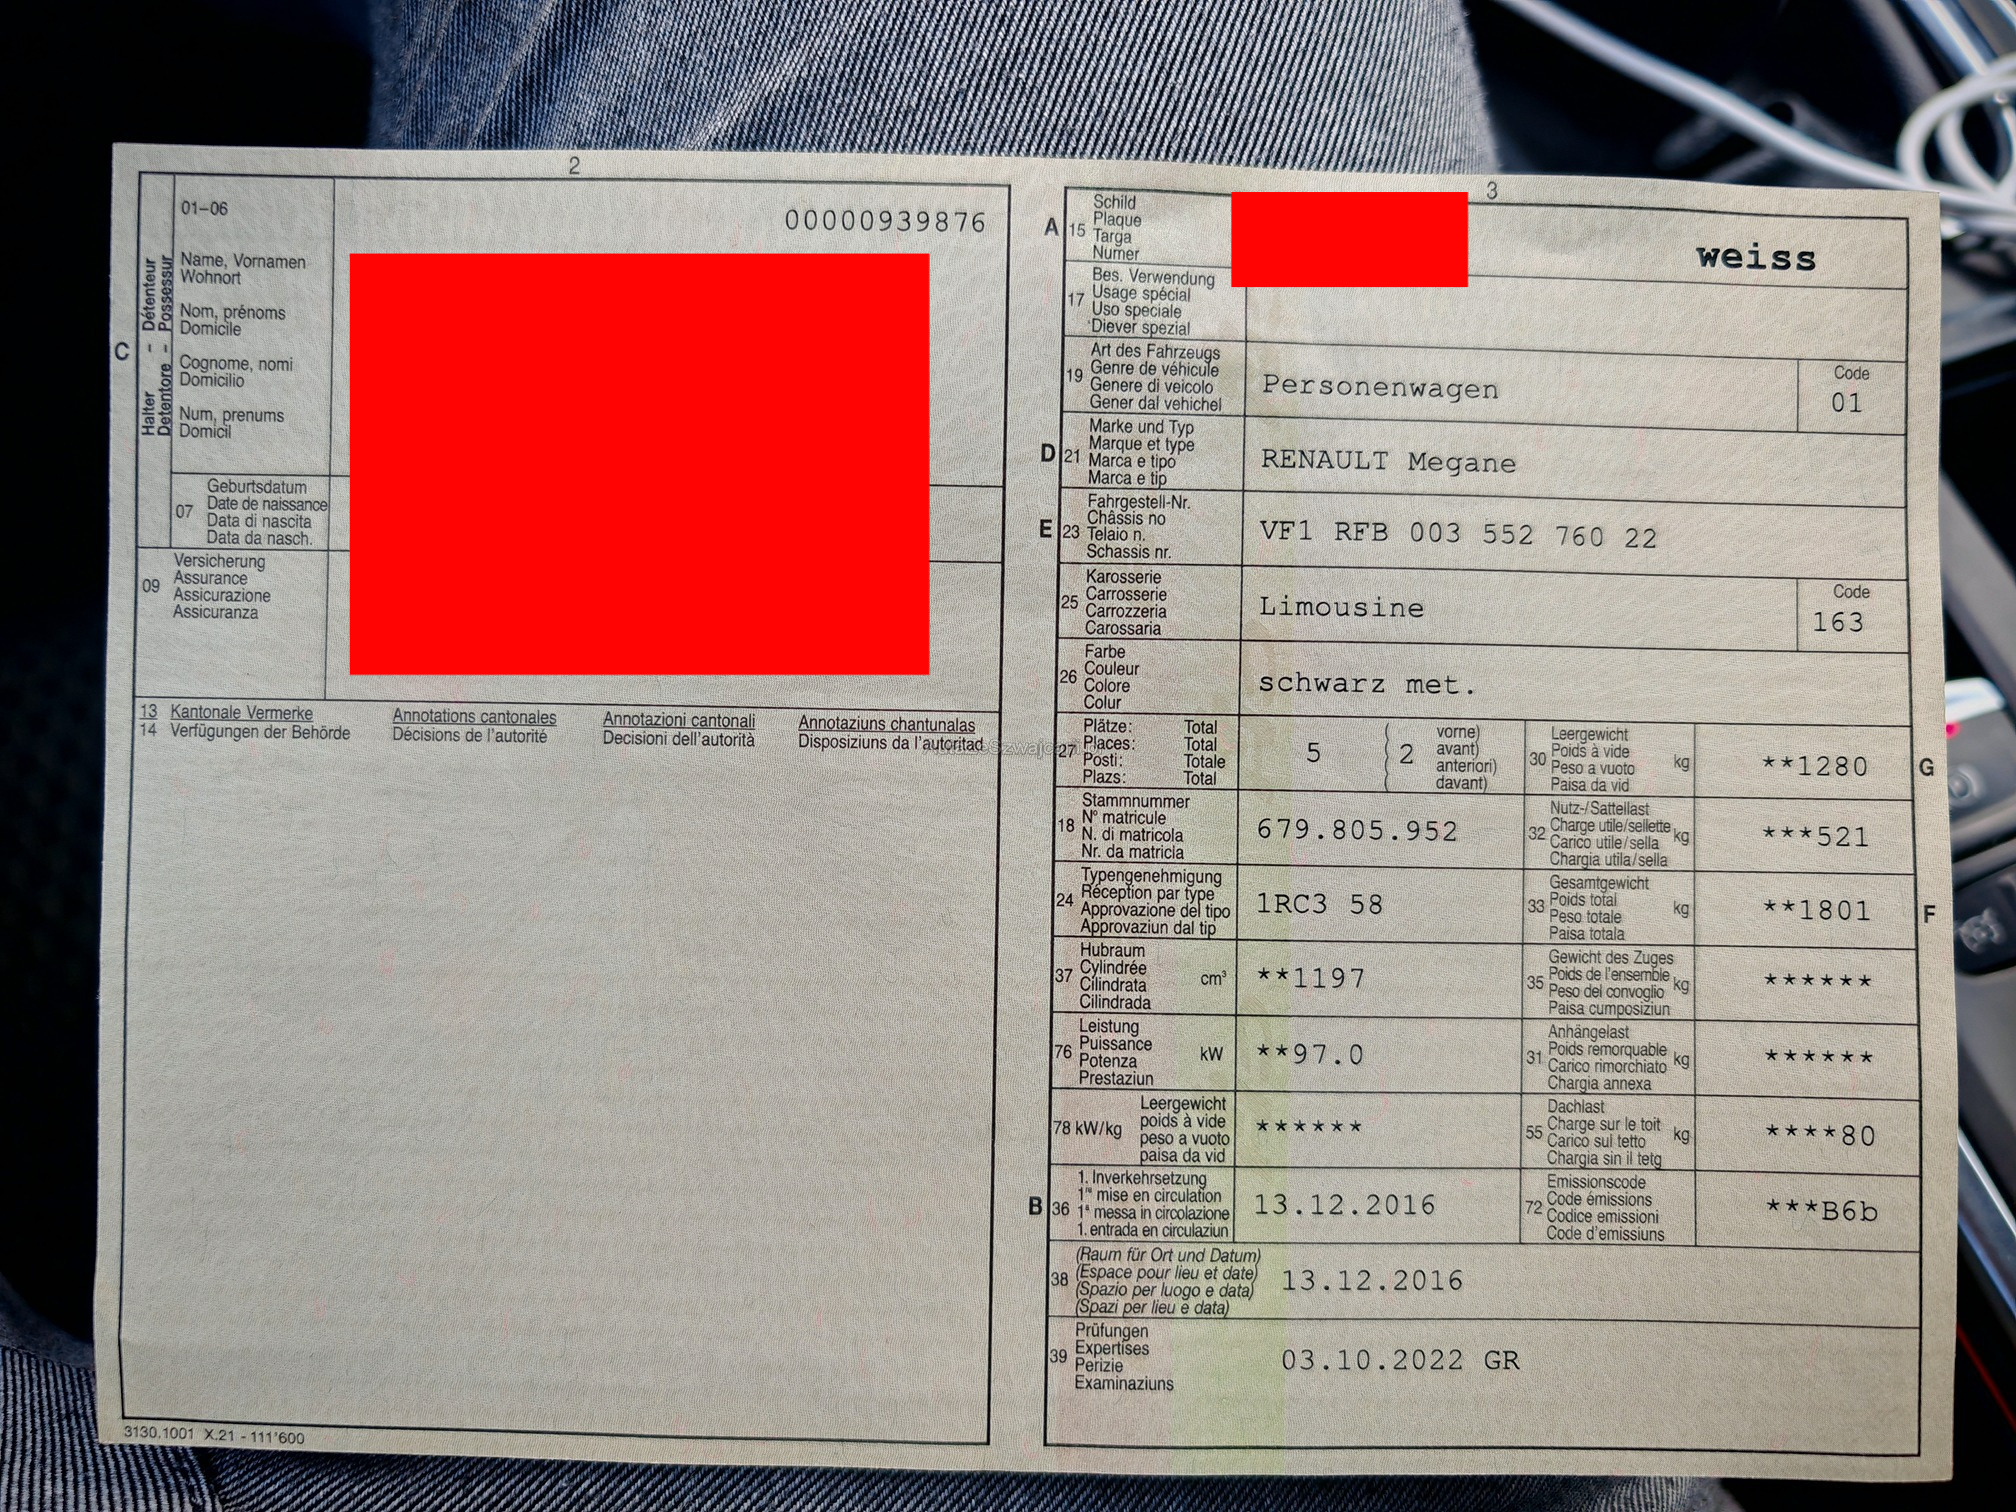 2
01–06
00000939876
Halter - Détenteur
Detentore - Possessur
C
Name, Vornamen
Wohnort
Nom, prénoms
Domicile
Cognome, nomi
Domicilio
Num, prenums
Domicil
07
Geburtsdatum
Date de naissance
Data di nascita
Data da nasch.
09
Versicherung
Assurance
Assicurazione
Assicuranza
13 Kantonale Vermerke Annotations cantonales Annotazioni cantonali Annotaziuns chantunalas
14 Verfügungen der Behörde Décisions de l'autorité Decisioni dell'autorità Disposiziuns da l'autoritad
3130.1001 X.21 - 111'600
3
A 15
Schild
Plaque
Targa
Numer
weiss
17
Bes. Verwendung
Usage spécial
Uso speciale
Diever spezial
19
Art des Fahrzeugs
Genre de véhicule
Genere di veicolo
Gener dal vehichel
Personenwagen
Code
01
D 21
Marke und Typ
Marque et type
Marca e tipo
Marca e tip
RENAULT Megane
E 23
Fahrgestell-Nr.
Châssis no
Telaio n.
Schassis nr.
VF1 RFB 003 552 760 22
25
Karosserie
Carrosserie
Carrozzeria
Carossaria
Limousine
Code
163
26
Farbe
Couleur
Colore
Colur
schwarz met.
27
Plätze: Total
Places: Total
Posti: Totale
Plazs: Total
5
2
vorne)
avant)
anteriori)
davant)
30
Leergewicht
Poids à vide
Peso a vuoto
Paisa da vid
kg
**1280
G
18
Stammnummer
N° matricule
N. di matricola
Nr. da matricla
679.805.952
32
Nutz-/Sattellast
Charge utile/sellette
Carico utile/sella
Chargia utila/sella
kg
***521
24
Typengenehmigung
Réception par type
Approvazione del tipo
Approvaziun dal tip
1RC3 58
33
Gesamtgewicht
Poids total
Peso totale
Paisa totala
kg
**1801
F
37
Hubraum
Cylindrée
Cilindrata
Cilindrada
cm³
**1197
35
Gewicht des Zuges
Poids de l'ensemble
Peso del convoglio
Paisa cumposiziun
kg
******
76
Leistung
Puissance
Potenza
Prestaziun
kW
**97.0
31
Anhängelast
Poids remorquable
Carico rimorchiato
Chargia annexa
kg
******
78 kW/kg
Leergewicht
poids à vide
peso a vuoto
paisa da vid
******
55
Dachlast
Charge sur le toit
Carico sul tetto
Chargia sin il tetg
kg
****80
B 36
1. Inverkehrsetzung
1re mise en circulation
1a messa in circolazione
1. entrada en circulaziun
13.12.2016
72
Emissionscode
Code émissions
Codice emissioni
Code d'emissiuns
***B6b
38
(Raum für Ort und Datum)
(Espace pour lieu et date)
(Spazio per luogo e data)
(Spazi per lieu e data)
13.12.2016
39
Prüfungen
Expertises
Perizie
Examinaziuns
03.10.2022 GR